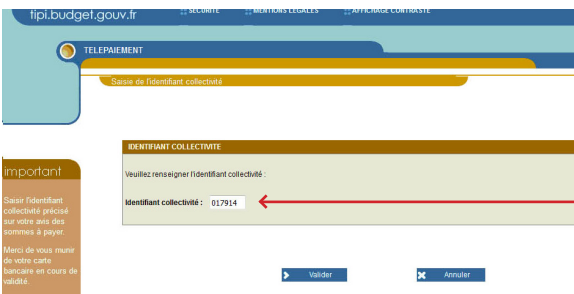 tipi.budget.gouv.fr
:: SECURITE :: MENTIONS LEGALES :: AFFICHAGE CONTRASTE
TELEPAIEMENT
Saisie de l'identifiant collectivité
important
Saisir l'identifiant
collectivité précisé
sur votre avis des
sommes à payer.
Merci de vous munir
de votre carte
bancaire en cours de
validité.
IDENTIFIANT COLLECTIVITE
Veuillez renseigner l'identifiant collectivité :
Identifiant collectivité : 017914
Valider Annuler